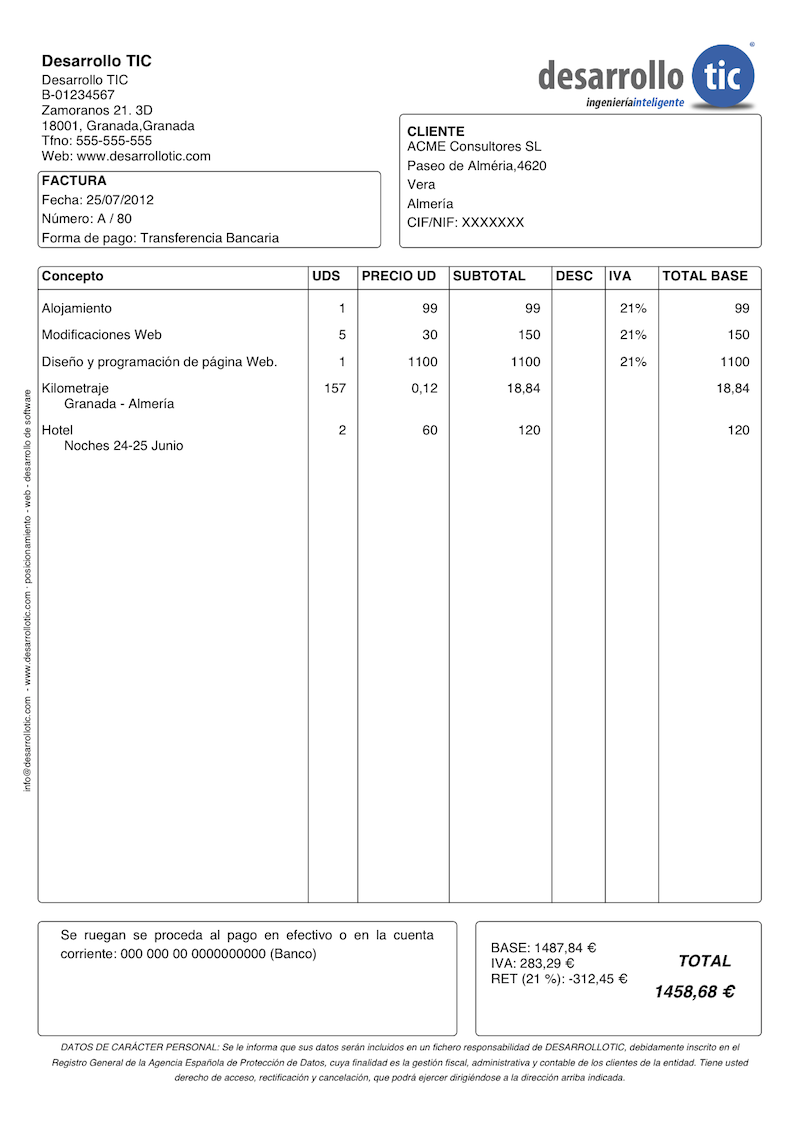 Desarrollo TIC
Desarrollo TIC
B-01234567
Zamoranos 21. 3D
18001, Granada,Granada
Tfno: 555-555-555
Web: www.desarrollotic.com
desarrollo tic ®
ingenieríainteligente
CLIENTE
ACME Consultores SL
Paseo de Alméria,4620
Vera
Almería
CIF/NIF: XXXXXXX
FACTURA
Fecha: 25/07/2012
Número: A / 80
Forma de pago: Transferencia Bancaria
Concepto UDS PRECIO UD SUBTOTAL DESC IVA TOTAL BASE
Alojamiento 1 99 99 21% 99
Modificaciones Web 5 30 150 21% 150
Diseño y programación de página Web. 1 1100 1100 21% 1100
Kilometraje 157 0,12 18,84 18,84
Granada - Almería
Hotel 2 60 120 120
Noches 24-25 Junio
info@desarrollotic.com - www.desarrollotic.com · posicionamiento - web - desarrollo de software
Se ruegan se proceda al pago en efectivo o en la cuenta
corriente: 000 000 00 0000000000 (Banco)
BASE: 1487,84 €
IVA: 283,29 €
RET (21 %): -312,45 €
TOTAL
1458,68 €
DATOS DE CARÁCTER PERSONAL: Se le informa que sus datos serán incluidos en un fichero responsabilidad de DESARROLLOTIC, debidamente inscrito en el
Registro General de la Agencia Española de Protección de Datos, cuya finalidad es la gestión fiscal, administrativa y contable de los clientes de la entidad. Tiene usted
derecho de acceso, rectificación y cancelación, que podrá ejercer dirigiéndose a la dirección arriba indicada.